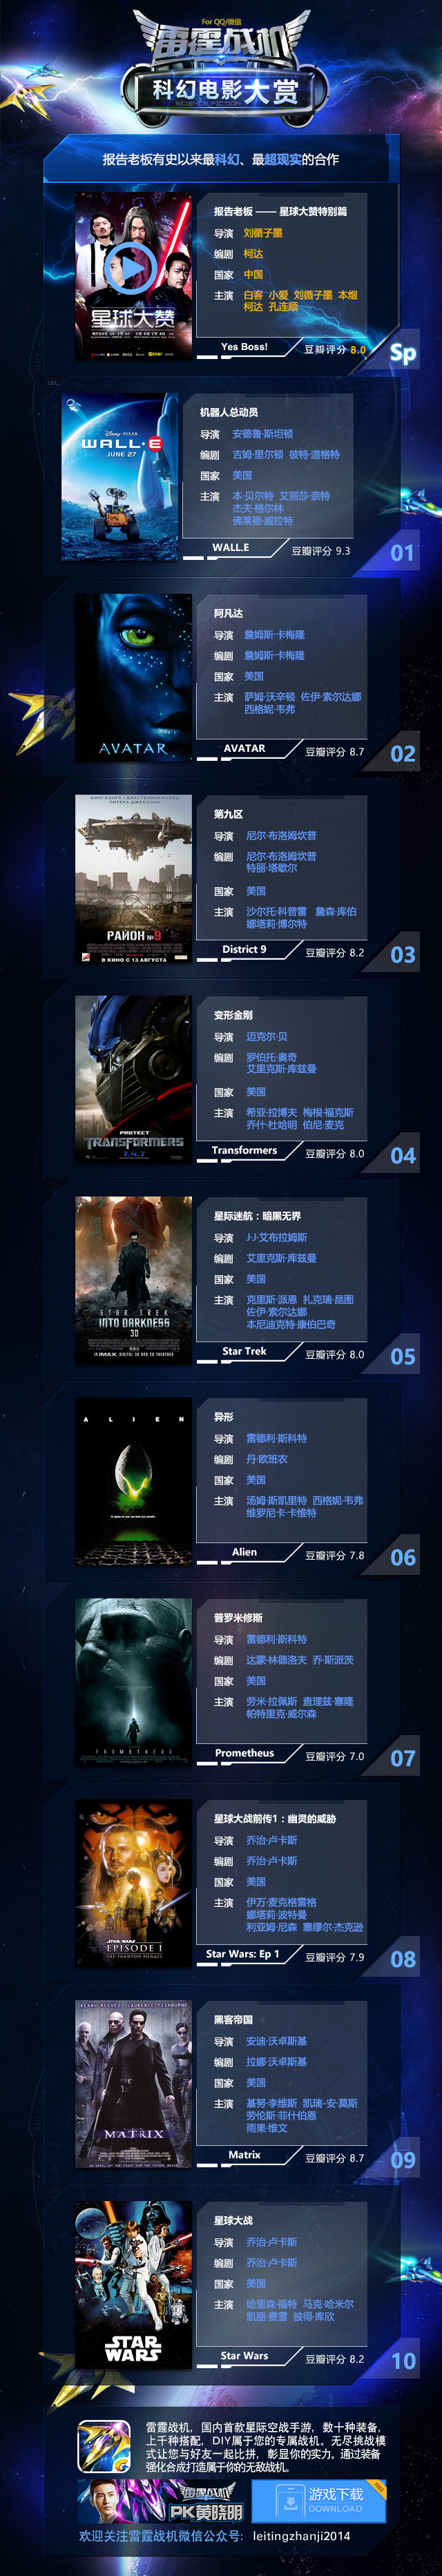 For QQ/微信
雷霆战机
科幻电影大赏
SCIENCE FICTION
报告老板有史以来最科幻、最超现实的合作
星球大赞
报告老板 —— 星球大赞特别篇
导演 刘循子墨
编剧 柯达
国家 中国
主演 白客 小爱 刘循子墨 本煜
柯达 孔连顺
Yes Boss!
豆瓣评分 8.0
Sp
DISNEY·PIXAR
WALL·E
JUNE 27
机器人总动员
导演 安德鲁·斯坦顿
编剧 吉姆·里尔顿 彼特·道格特
国家 美国
主演 本·贝尔特 艾丽莎·奈特
杰夫·格尔林
佛莱德·威拉特
WALL.E
豆瓣评分 9.3
01
AVATAR
阿凡达
导演 詹姆斯·卡梅隆
编剧 詹姆斯·卡梅隆
国家 美国
主演 萨姆·沃辛顿 佐伊·索尔达娜
西格妮·韦弗
AVATAR
豆瓣评分 8.7
02
РАЙОН №9
В КИНО С 13 АВГУСТА
第九区
导演 尼尔·布洛姆坎普
编剧 尼尔·布洛姆坎普
特丽·塔歇尔
国家 美国
主演 沙尔托·科普雷 詹森·库伯
娜塔莉·博尔特
District 9
豆瓣评分 8.2
03
PROTECT
TRANSFORMERS
7.4.7
变形金刚
导演 迈克尔·贝
编剧 罗伯托·奥奇
艾里克斯·库兹曼
国家 美国
主演 希亚·拉博夫 梅根·福克斯
乔什·杜哈明 伯尼·麦克
Transformers
豆瓣评分 8.0
04
STAR TREK
INTO DARKNESS
3D
星际迷航：暗黑无界
导演 J·J·艾布拉姆斯
编剧 艾里克斯·库兹曼
国家 美国
主演 克里斯·派恩 扎克瑞·昆图
佐伊·索尔达娜
本尼迪克特·康伯巴奇
Star Trek
豆瓣评分 8.0
05
ALIEN
异形
导演 雷德利·斯科特
编剧 丹·欧班农
国家 美国
主演 汤姆·斯凯里特 西格妮·韦弗
维罗尼卡·卡维特
Alien
豆瓣评分 7.8
06
PROMETHEUS
普罗米修斯
导演 雷德利·斯科特
编剧 达蒙·林德洛夫 乔·斯派茨
国家 美国
主演 劳米·拉佩斯 查理兹·塞隆
帕特里克·威尔森
Prometheus
豆瓣评分 7.0
07
STAR WARS
EPISODE I
THE PHANTOM MENACE
星球大战前传1：幽灵的威胁
导演 乔治·卢卡斯
编剧 乔治·卢卡斯
国家 美国
主演 伊万·麦克格雷格
娜塔莉·波特曼
利亚姆·尼森 塞缪尔·杰克逊
Star Wars: Ep 1
豆瓣评分 7.9
08
KEANU REEVES LAURENCE FISHBURNE
MATRIX
黑客帝国
导演 安迪·沃卓斯基
编剧 拉娜·沃卓斯基
国家 美国
主演 基努·李维斯 凯瑞-安·莫斯
劳伦斯·菲什伯恩
雨果·维文
Matrix
豆瓣评分 8.7
09
STAR WARS
星球大战
导演 乔治·卢卡斯
编剧 乔治·卢卡斯
国家 美国
主演 哈里森·福特 马克·哈米尔
凯丽·费雪 彼得·库欣
Star Wars
豆瓣评分 8.2
10
雷霆战机，国内首款星际空战手游，数十种装备，
上千种搭配，DIY属于您的专属战机。无尽挑战模
式让您与好友一起比拼，彰显你的实力。通过装备
强化合成打造属于你的无敌战机。
雷霆战机
PK黄晓明
游戏下载
DOWNLOAD
欢迎关注雷霆战机微信公众号： leitingzhanji2014